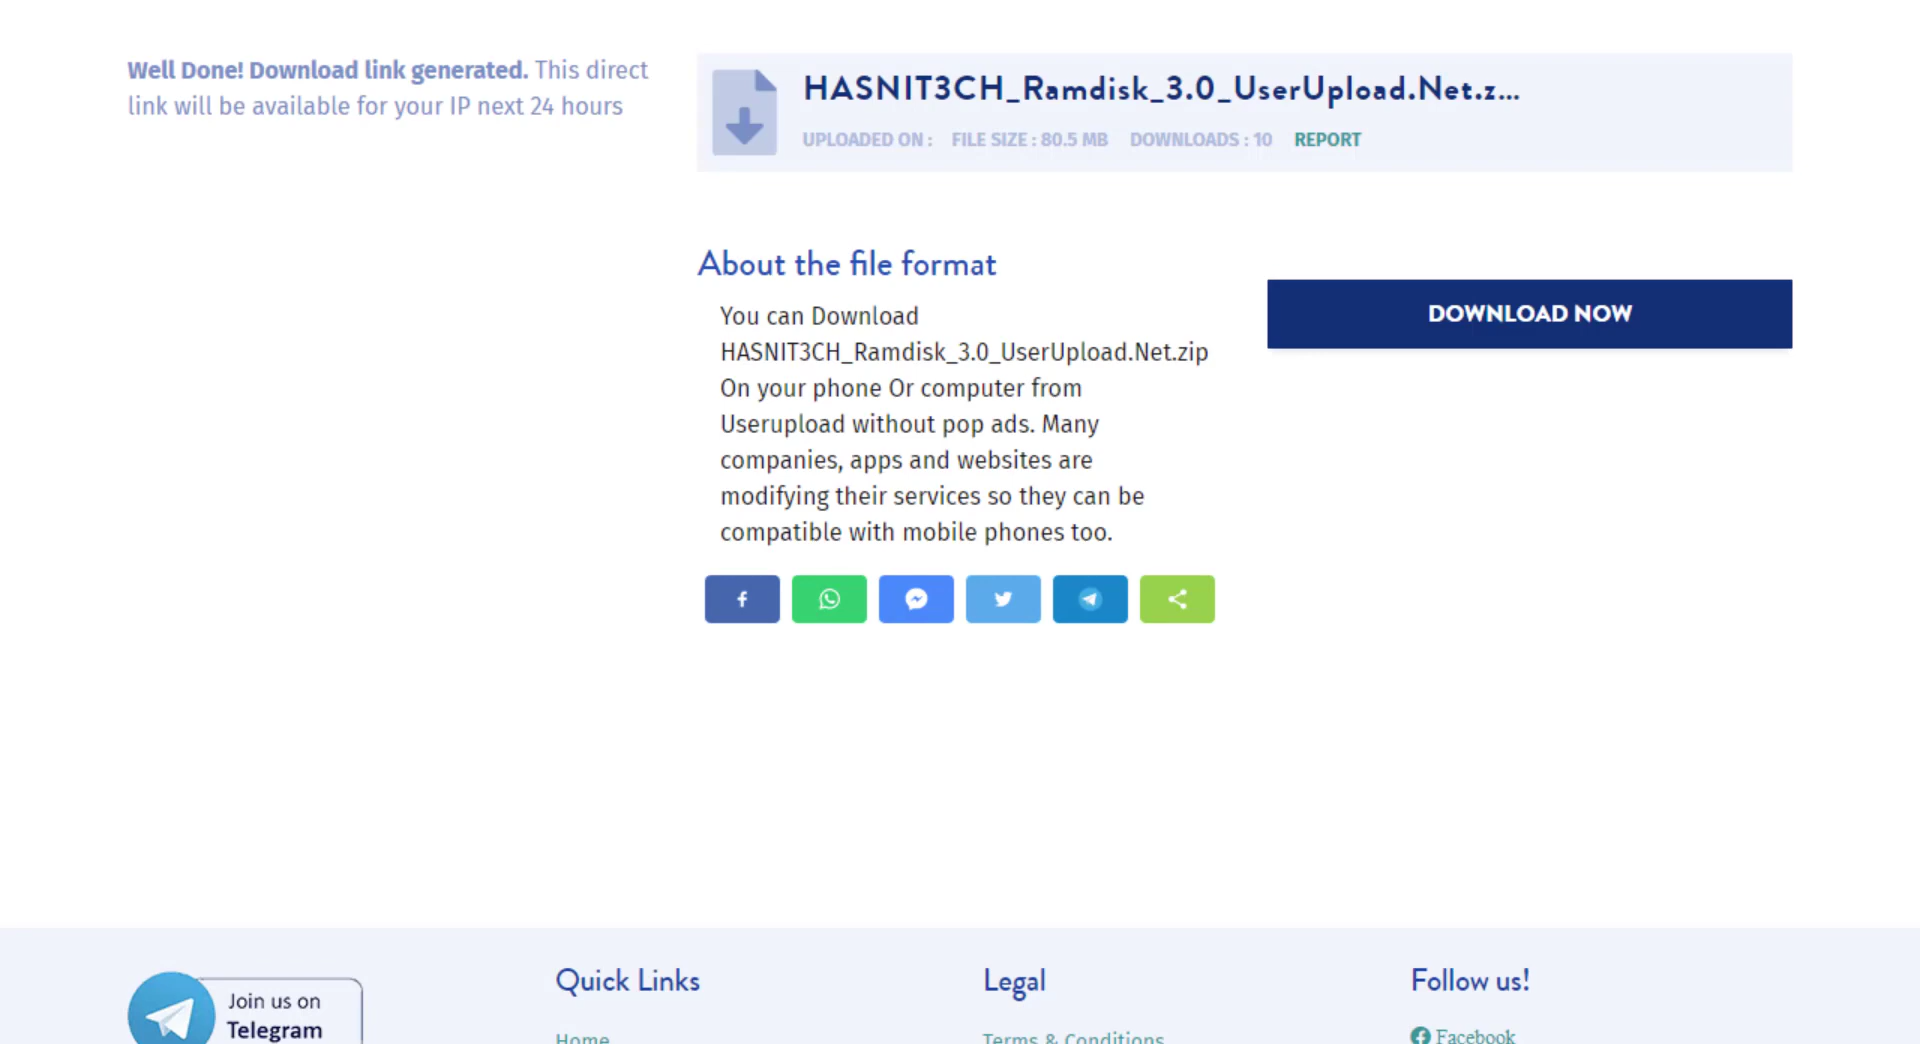 Well Done! Download link generated. This direct
link will be available for your IP next 24 hours
HASNIT3CH_Ramdisk_3.0_UserUpload.Net.z...
UPLOADED ON : FILE SIZE : 80.5 MB DOWNLOADS : 10 REPORT
About the file format
You can Download
HASNIT3CH_Ramdisk_3.0_UserUpload.Net.zip
On your phone Or computer from
Userupload without pop ads. Many
companies, apps and websites are
modifying their services so they can be
compatible with mobile phones too.
DOWNLOAD NOW
Join us on
Telegram
Quick Links
Home
Legal
Terms & Conditions
Follow us!
Facebook